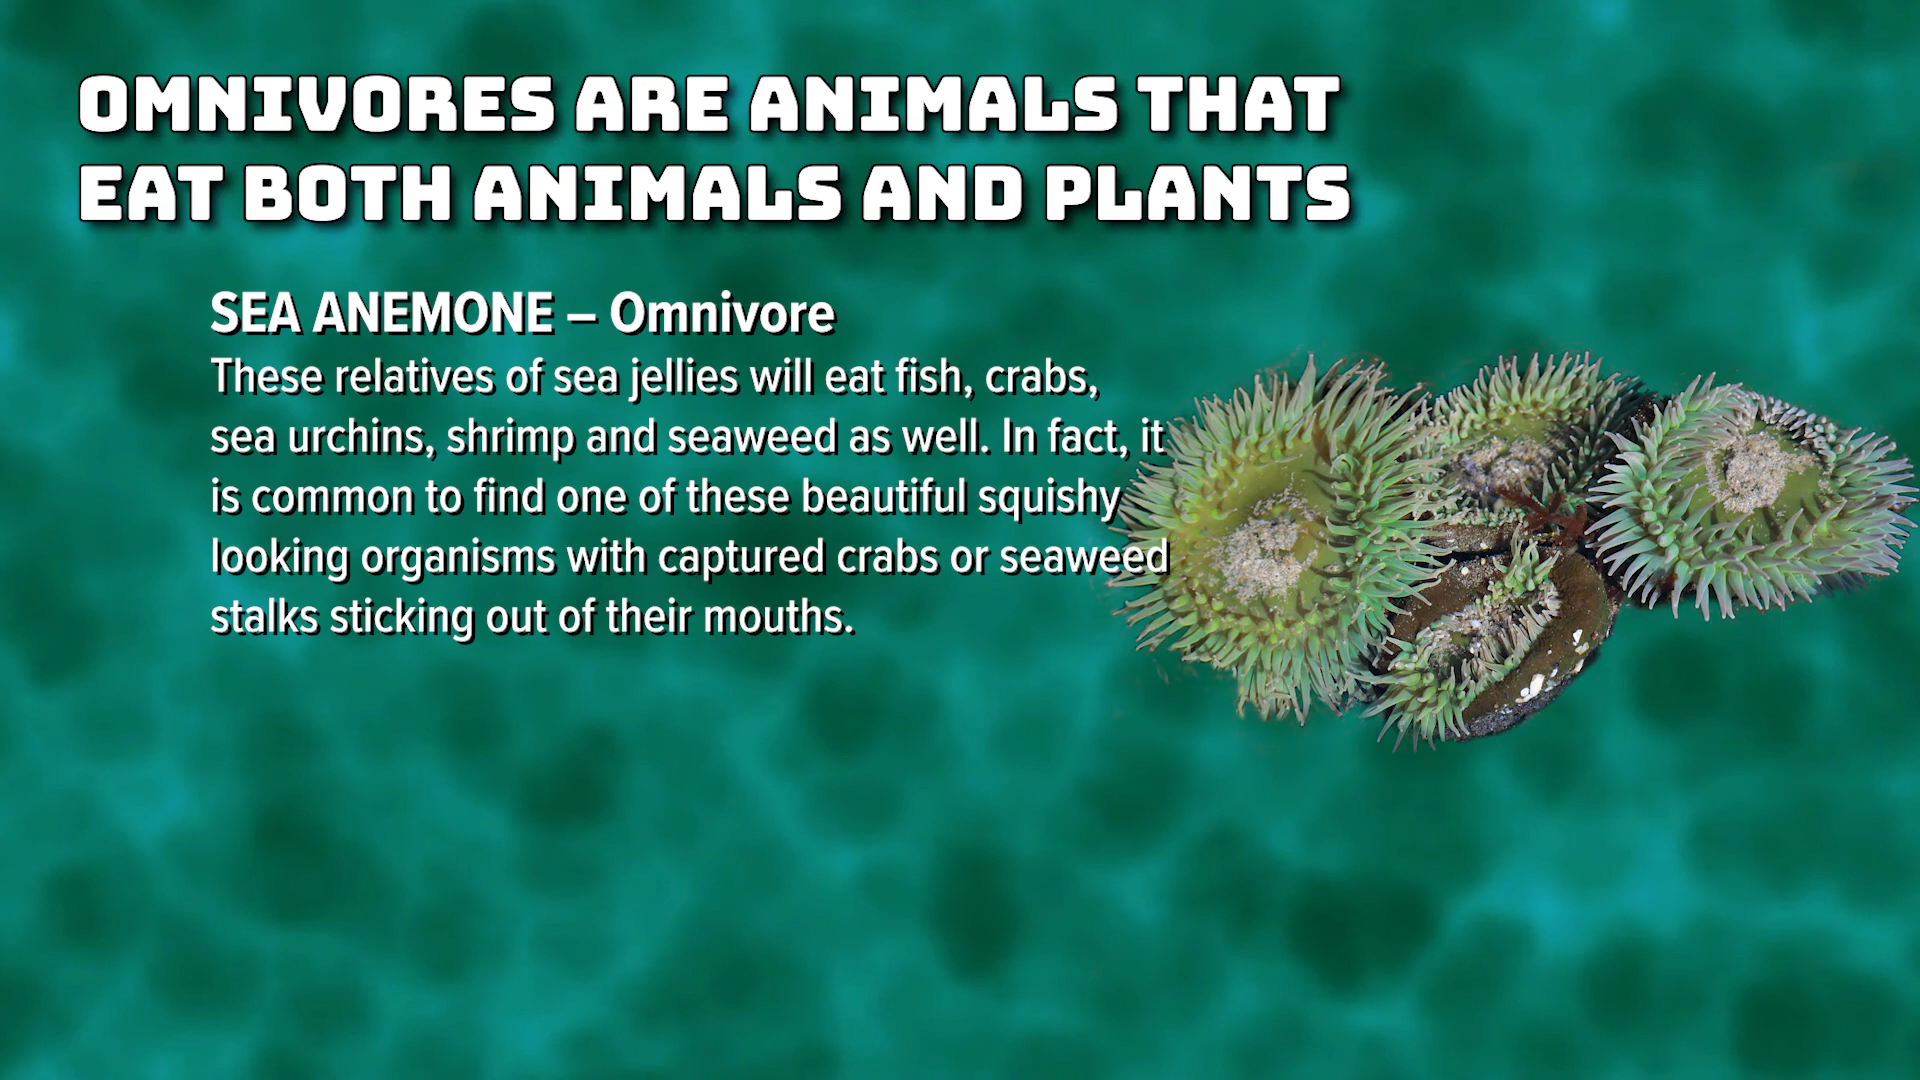 OMNIVORES ARE ANIMALS THAT
EAT BOTH ANIMALS AND PLANTS
SEA ANEMONE – Omnivore
These relatives of sea jellies will eat fish, crabs,
sea urchins, shrimp and seaweed as well. In fact, it
is common to find one of these beautiful squishy
looking organisms with captured crabs or seaweed
stalks sticking out of their mouths.